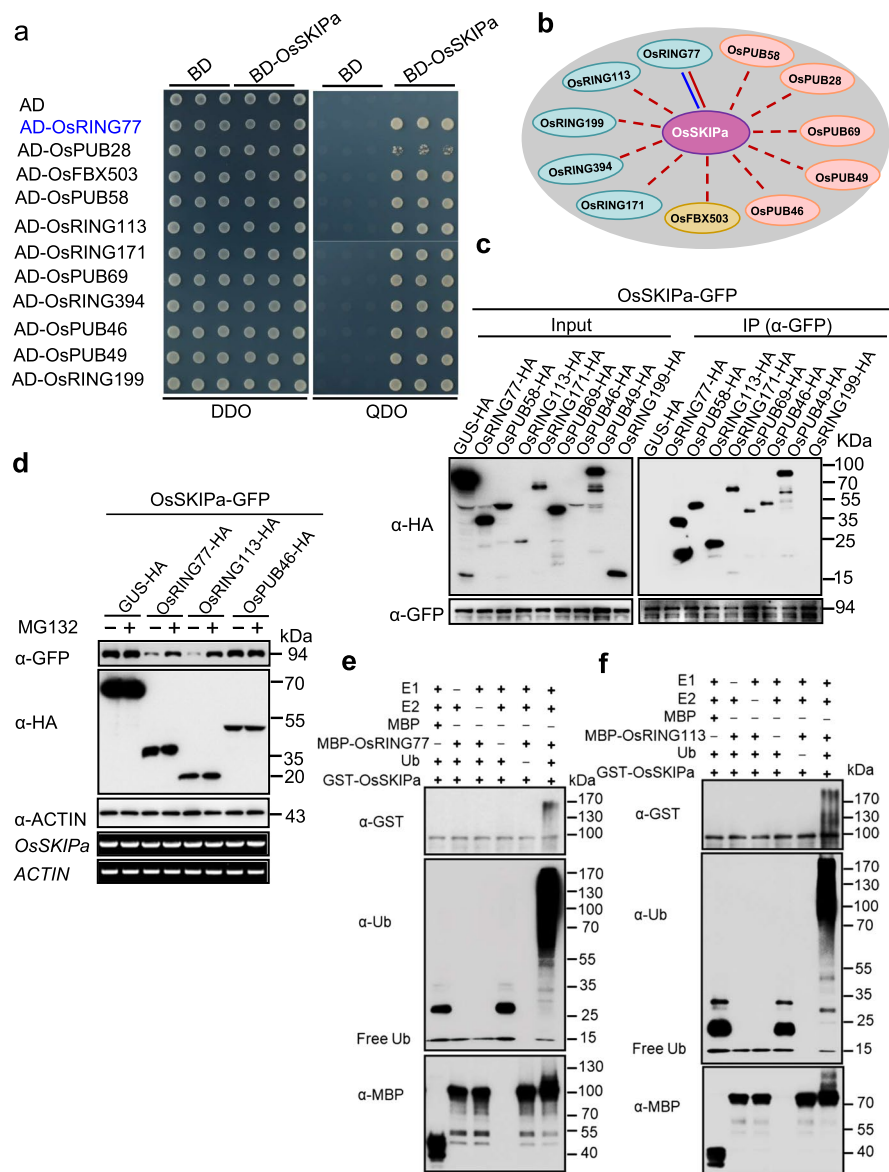 a
BD
BD-OsSKIPa
BD
BD-OsSKIPa
AD
AD-OsRING77
AD-OsPUB28
AD-OsFBX503
AD-OsPUB58
AD-OsRING113
AD-OsRING171
AD-OsPUB69
AD-OsRING394
AD-OsPUB46
AD-OsPUB49
AD-OsRING199
DDO
QDO
b
OsRING77
OsPUB58
OsRING113
OsPUB28
OsRING199
OsSKIPa
OsPUB69
OsRING394
OsPUB49
OsRING171
OsFBX503
OsPUB46
c
OsSKIPa-GFP
Input
IP (α-GFP)
GUS-HA
OsRING77-HA
OsPUB58-HA
OsRING113-HA
OsRING171-HA
OsPUB69-HA
OsPUB46-HA
OsPUB49-HA
OsRING199-HA
GUS-HA
OsRING77-HA
OsPUB58-HA
OsRING113-HA
OsRING171-HA
OsPUB69-HA
OsPUB46-HA
OsPUB49-HA
OsRING199-HA
KDa
α-HA
100
70
55
35
25
15
α-GFP
94
d
OsSKIPa-GFP
GUS-HA
OsRING77-HA
OsRING113-HA
OsPUB46-HA
MG132 − + − + − + − + kDa
α-GFP 94
α-HA
70
55
35
20
α-ACTIN 43
OsSKIPa
ACTIN
e
E1 + − + + + +
E2 + + − + + +
MBP + − − − − −
MBP-OsRING77 − + + − + +
Ub + + + + − +
GST-OsSKIPa + + + + + + kDa
α-GST
170
130
100
α-Ub
170
130
100
70
55
35
25
Free Ub 15
α-MBP
130
100
70
55
40
f
E1 + − + + + +
E2 + + − + + +
MBP + − − − − −
MBP-OsRING113 − + + − + +
Ub + + + + − +
GST-OsSKIPa + + + + + + kDa
α-GST
170
130
100
α-Ub
170
130
100
70
55
35
25
Free Ub 15
α-MBP
70
55
40